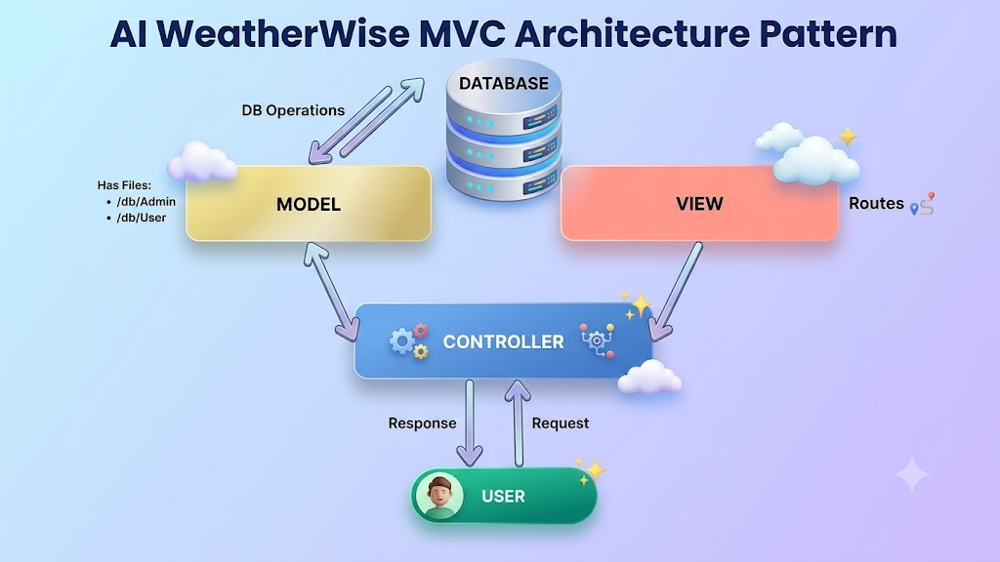 AI WeatherWise MVC Architecture Pattern
DATABASE
DB Operations
Has Files:
• /db/Admin
• /db/User
MODEL
VIEW
Routes
CONTROLLER
Response
Request
USER